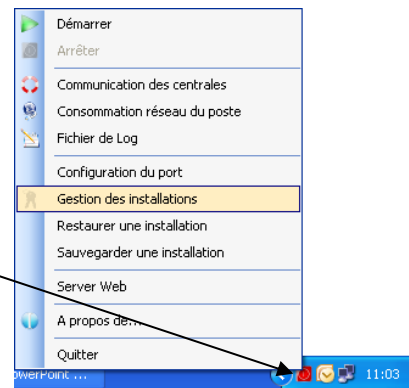 Démarrer
Arrêter
Communication des centrales
Consommation réseau du poste
Fichier de Log
Configuration du port
Gestion des installations
Restaurer une installation
Sauvegarder une installation
Server Web
A propos de...
Quitter
owerPoint ...
11:03